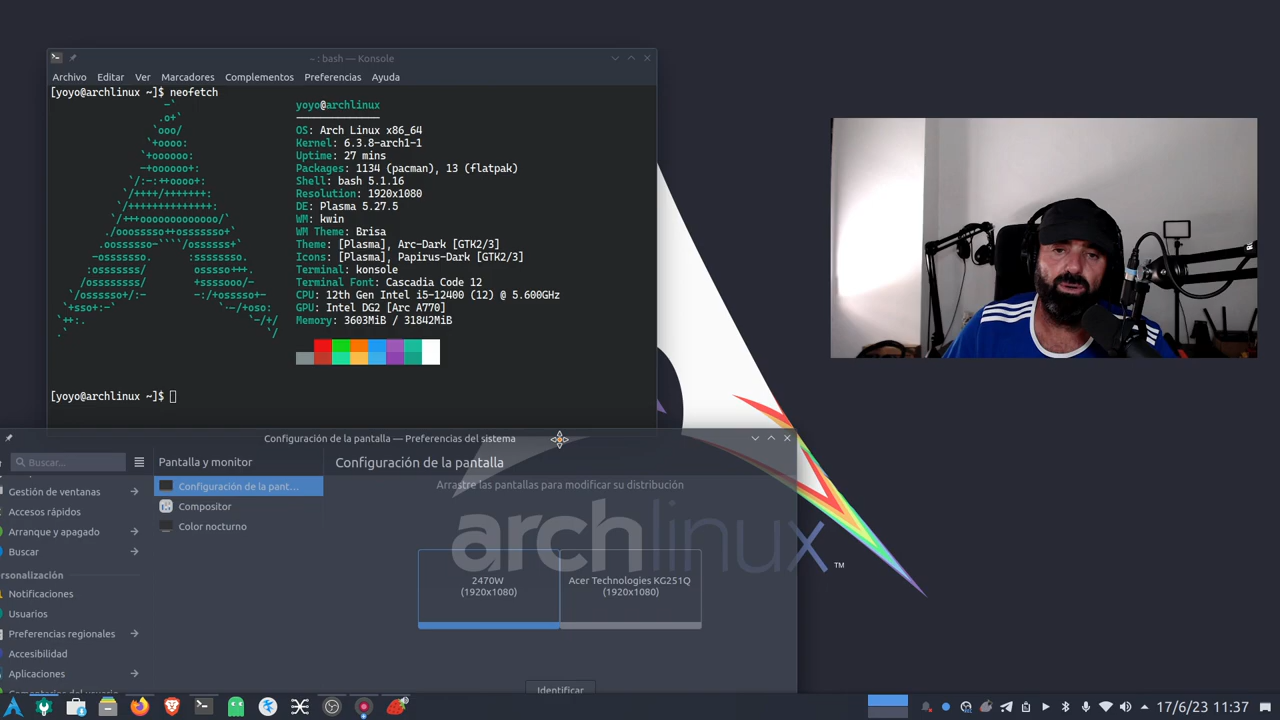 ~ : bash — Konsole
Archivo Editar Ver Marcadores Complementos Preferencias Ayuda
[yoyo@archlinux ~]$ neofetch
yoyo@archlinux
--------------
OS: Arch Linux x86_64
Kernel: 6.3.8-arch1-1
Uptime: 27 mins
Packages: 1134 (pacman), 13 (flatpak)
Shell: bash 5.1.16
Resolution: 1920x1080
DE: Plasma 5.27.5
WM: kwin
WM Theme: Brisa
Theme: [Plasma], Arc-Dark [GTK2/3]
Icons: [Plasma], Papirus-Dark [GTK2/3]
Terminal: konsole
Terminal Font: Cascadia Code 12
CPU: 12th Gen Intel i5-12400 (12) @ 5.600GHz
GPU: Intel DG2 [Arc A770]
Memory: 3603MiB / 31842MiB
[yoyo@archlinux ~]$
Configuración de la pantalla — Preferencias del sistema
Buscar...
Pantalla y monitor
Configuración de la pantalla
Gestión de ventanas
Accesos rápidos
Arranque y apagado
Buscar
ersonalización
Notificaciones
Usuarios
Preferencias regionales
Accesibilidad
Aplicaciones
Configuración de la pant...
Compositor
Color nocturno
Arrastre las pantallas para modificar su distribución
2470W
(1920x1080)
Acer Technologies KG251Q
(1920x1080)
Identificar
archlinux
TM
17/6/23 11:37